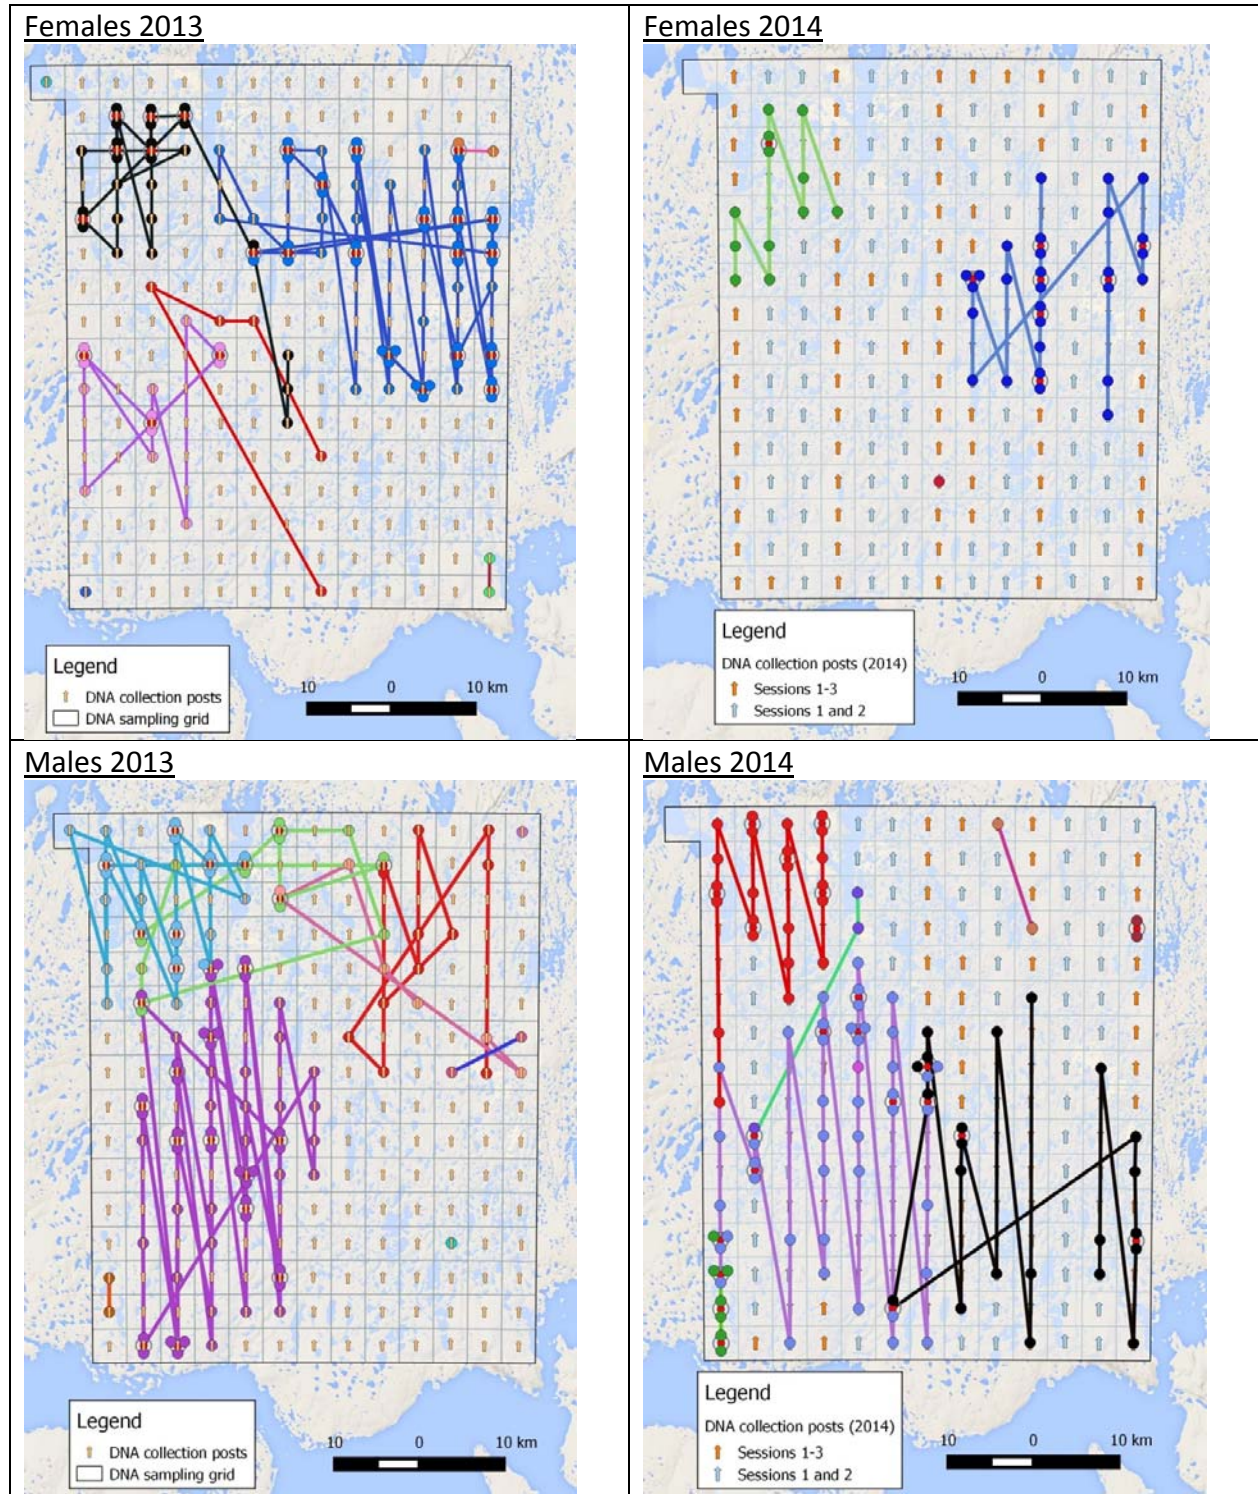 Females 2013
Females 2014
Legend
DNA collection posts
DNA sampling grid
10 0 10 km
Legend
DNA collection posts (2014)
Sessions 1-3
Sessions 1 and 2
10 0 10 km
Males 2013
Males 2014
Legend
DNA collection posts
DNA sampling grid
10 0 10 km
Legend
DNA collection posts (2014)
Sessions 1-3
Sessions 1 and 2
10 0 10 km